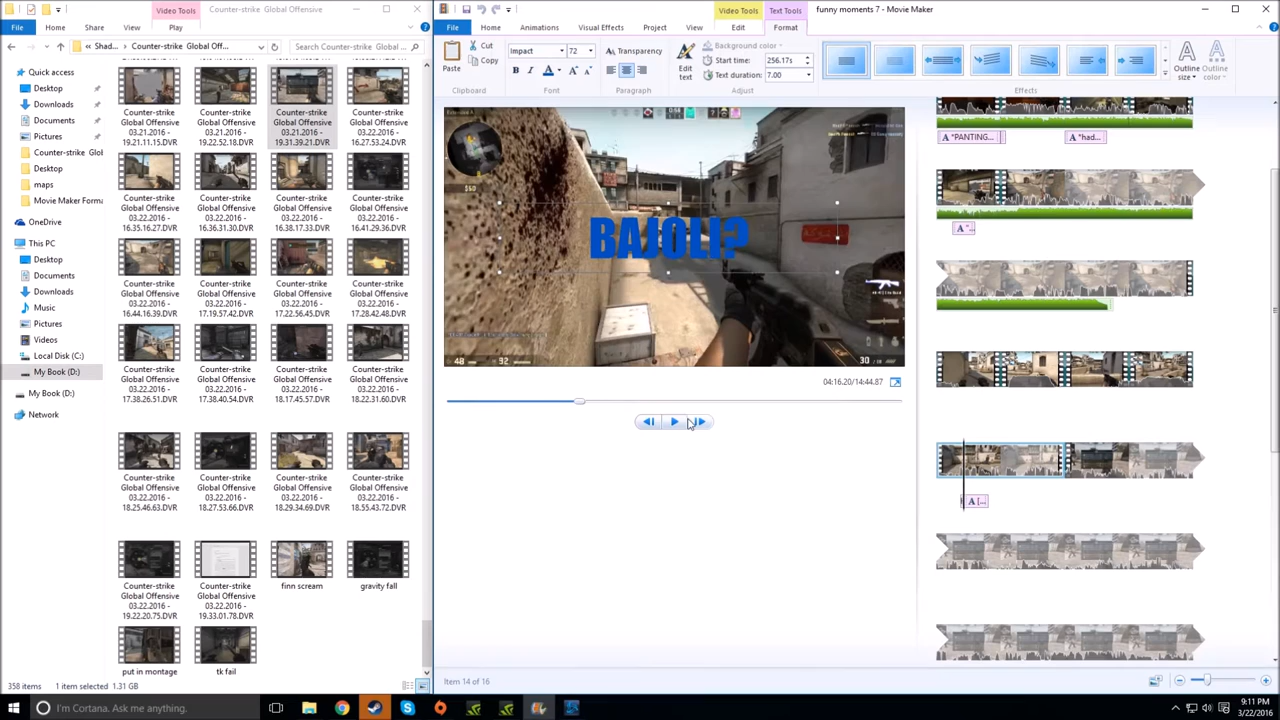 Video Tools
Counter-strike Global Offensive
File
Home
Share
View
Play
Shad...
Counter-strike Global Off...
Search Counter-strike Global ...
Quick access
Desktop
Downloads
Documents
Pictures
Counter-strike Glol
Desktop
maps
Movie Maker Forma
OneDrive
This PC
Desktop
Documents
Downloads
Music
Pictures
Videos
Local Disk (C:)
My Book (D:)
My Book (D:)
Network
Counter-strike Global Offensive 03.21.2016 - 19.21.11.15.DVR
Counter-strike Global Offensive 03.21.2016 - 19.22.52.18.DVR
Counter-strike Global Offensive 03.21.2016 - 19.31.39.21.DVR
Counter-strike Global Offensive 03.22.2016 - 16.27.53.24.DVR
Counter-strike Global Offensive 03.22.2016 - 16.35.16.27.DVR
Counter-strike Global Offensive 03.22.2016 - 16.36.31.30.DVR
Counter-strike Global Offensive 03.22.2016 - 16.38.17.33.DVR
Counter-strike Global Offensive 03.22.2016 - 16.41.29.36.DVR
Counter-strike Global Offensive 03.22.2016 - 16.44.16.39.DVR
Counter-strike Global Offensive 03.22.2016 - 17.19.57.42.DVR
Counter-strike Global Offensive 03.22.2016 - 17.22.56.45.DVR
Counter-strike Global Offensive 03.22.2016 - 17.28.42.48.DVR
Counter-strike Global Offensive 03.22.2016 - 17.38.26.51.DVR
Counter-strike Global Offensive 03.22.2016 - 17.38.40.54.DVR
Counter-strike Global Offensive 03.22.2016 - 18.17.45.57.DVR
Counter-strike Global Offensive 03.22.2016 - 18.22.31.60.DVR
Counter-strike Global Offensive 03.22.2016 - 18.25.46.63.DVR
Counter-strike Global Offensive 03.22.2016 - 18.27.53.66.DVR
Counter-strike Global Offensive 03.22.2016 - 18.29.34.69.DVR
Counter-strike Global Offensive 03.22.2016 - 18.55.43.72.DVR
Counter-strike Global Offensive 03.22.2016 - 19.22.20.75.DVR
Counter-strike Global Offensive 03.22.2016 - 19.33.01.78.DVR
finn scream
gravity fall
put in montage
tk fail
358 items
1 item selected 1.31 GB
Video Tools
Text Tools
funny moments 7 - Movie Maker
File
Home
Animations
Visual Effects
Project
View
Edit
Format
Paste
Cut
Copy
Clipboard
Impact
72
B I A
Font
Transparency
Paragraph
Edit text
Background color
Start time: 256.17s
Text duration: 7.00
Adjust
Effects
Outline size
Outline color
BAJOLI?
$60
48
32
30
04:16.20/14:44.87
A "PANTING...
A "had...
A "...
A [...
Item 14 of 16
I'm Cortana. Ask me anything.
9:11 PM
3/22/2016